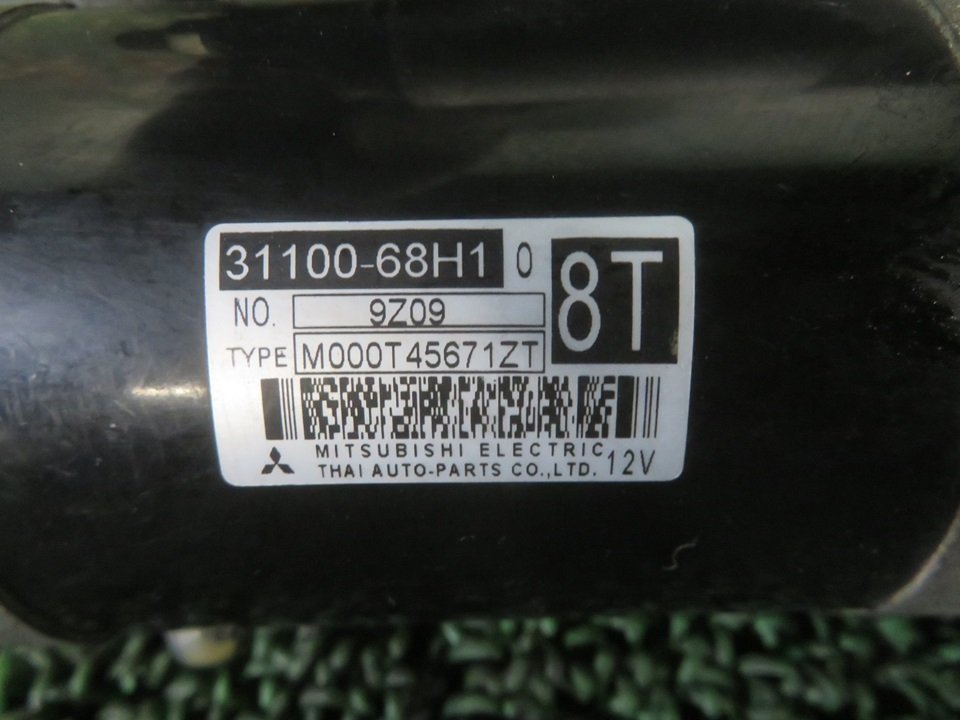 31100-68H1 0
8T
NO. 9Z09
TYPE M000T45671ZT
MITSUBISHI ELECTRIC
THAI AUTO-PARTS CO.,LTD. 12V